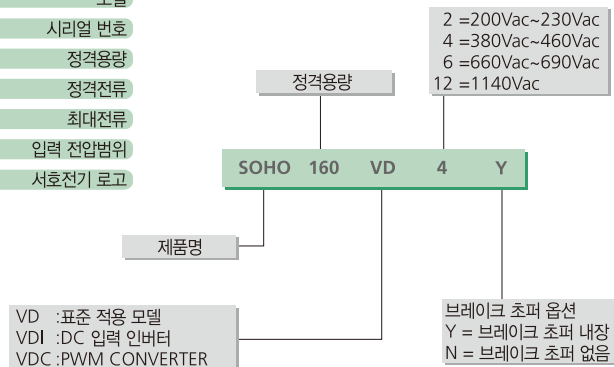 모델
시리얼 번호
정격용량
정격전류
최대전류
입력 전압범위
서호전기 로고
2 =200Vac~230Vac
4 =380Vac~460Vac
6 =660Vac~690Vac
12 =1140Vac
정격용량
SOHO 160 VD 4 Y
제품명
VD :표준 적용 모델
VDI :DC 입력 인버터
VDC :PWM CONVERTER
브레이크 초퍼 옵션
Y = 브레이크 초퍼 내장
N = 브레이크 초퍼 없음